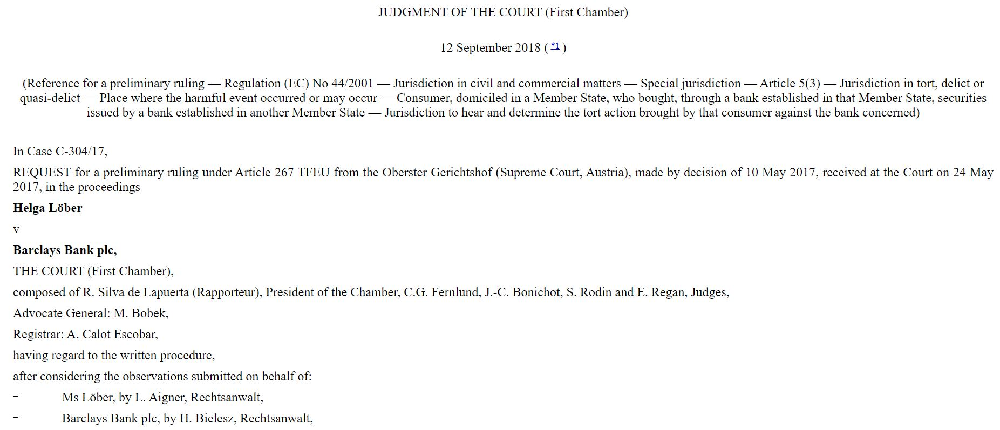 JUDGMENT OF THE COURT (First Chamber)
12 September 2018 ( *1 )
(Reference for a preliminary ruling — Regulation (EC) No 44/2001 — Jurisdiction in civil and commercial matters — Special jurisdiction — Article 5(3) — Jurisdiction in tort, delict or
quasi-delict — Place where the harmful event occurred or may occur — Consumer, domiciled in a Member State, who bought, through a bank established in that Member State, securities
issued by a bank established in another Member State — Jurisdiction to hear and determine the tort action brought by that consumer against the bank concerned)
In Case C-304/17,
REQUEST for a preliminary ruling under Article 267 TFEU from the Oberster Gerichtshof (Supreme Court, Austria), made by decision of 10 May 2017, received at the Court on 24 May
2017, in the proceedings
Helga Löber
v
Barclays Bank plc,
THE COURT (First Chamber),
composed of R. Silva de Lapuerta (Rapporteur), President of the Chamber, C.G. Fernlund, J.-C. Bonichot, S. Rodin and E. Regan, Judges,
Advocate General: M. Bobek,
Registrar: A. Calot Escobar,
having regard to the written procedure,
after considering the observations submitted on behalf of:
– Ms Löber, by L. Aigner, Rechtsanwalt,
– Barclays Bank plc, by H. Bielesz, Rechtsanwalt,